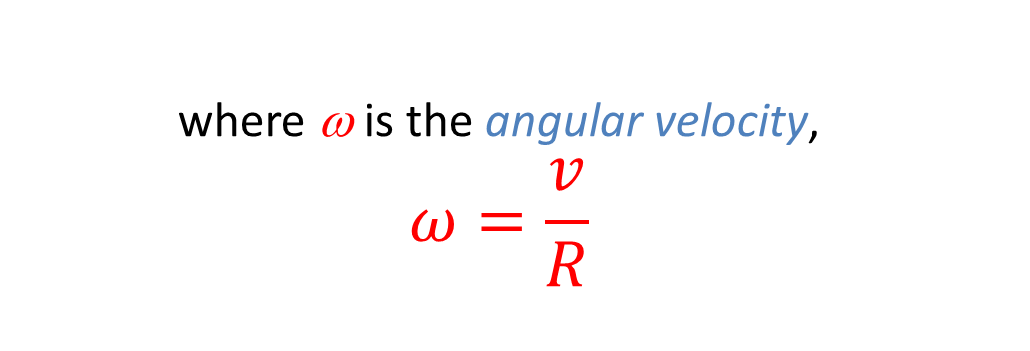 where ω is the angular velocity,
ω = v/R